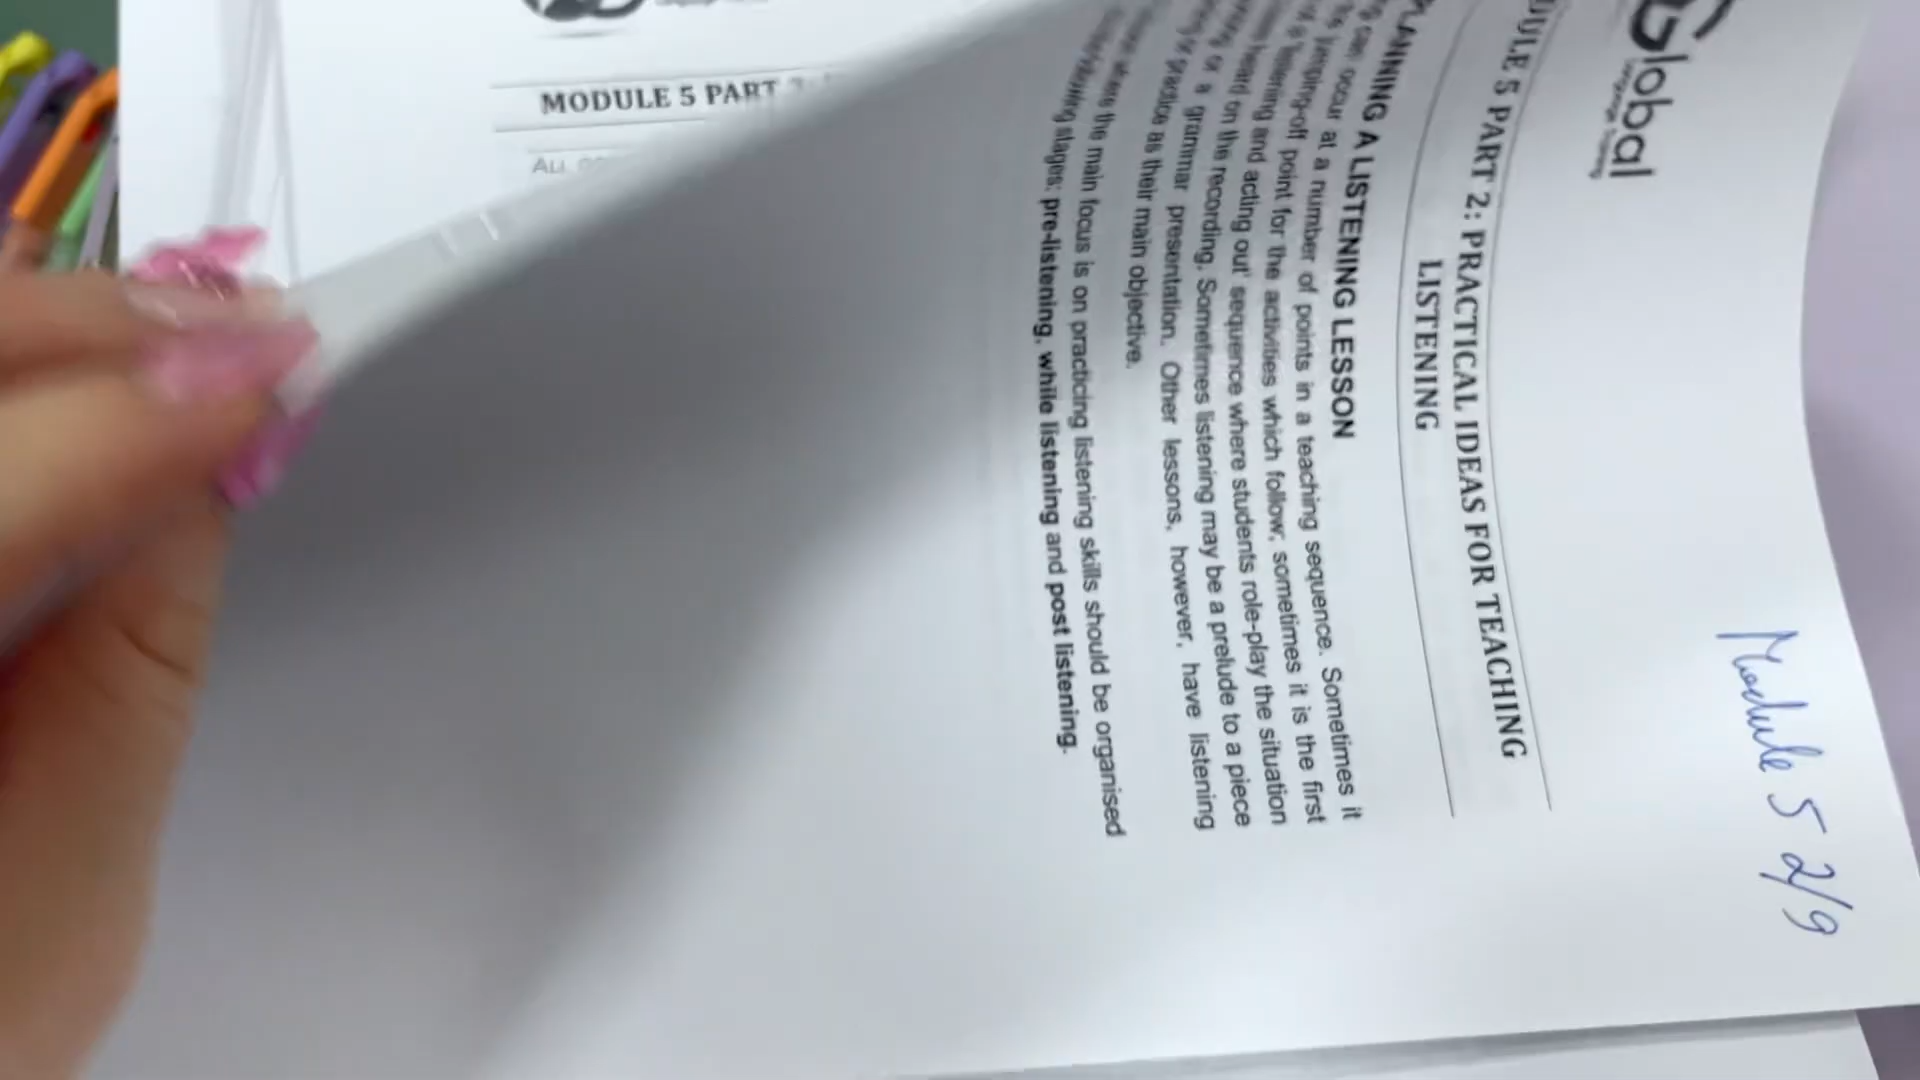 MODULE 5 PART
Global
Module 5 2/9
ULE 5 PART 2: PRACTICAL IDEAS FOR TEACHING
LISTENING
PLANNING A LISTENING LESSON
can occur at a number of points in a teaching sequence. Sometimes it
jumping-off point for the activities which follow, sometimes it is the first
listening and acting out' sequence where students role-play the situation
heard on the recording. Sometimes listening may be a prelude to a piece
or a grammar presentation. Other lessons, however, have listening
practice as their main objective.
where the main focus is on practicing listening skills should be organised
following stages: pre-listening, while listening and post listening.